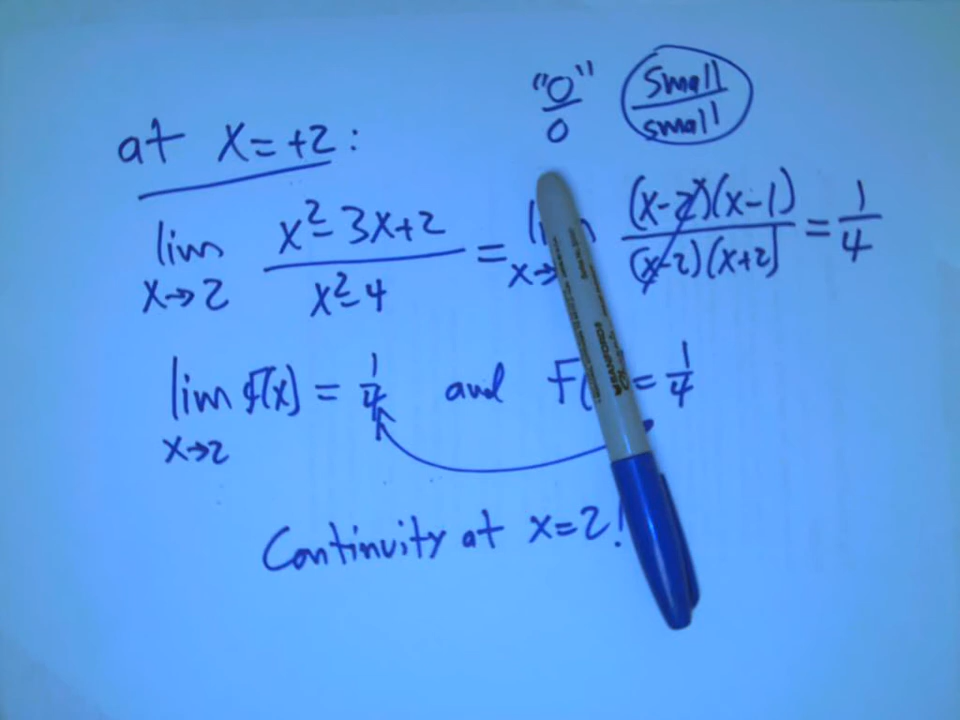 "0"/0 small/small
at x=+2:
lim x→2 (x²-3x+2)/(x²-4) = x→ (x-2)(x-1)/(x-2)(x+2) = 1/4
lim x→2 f(x) = 1/4 and f( = 1/4
Continuity at x=2!